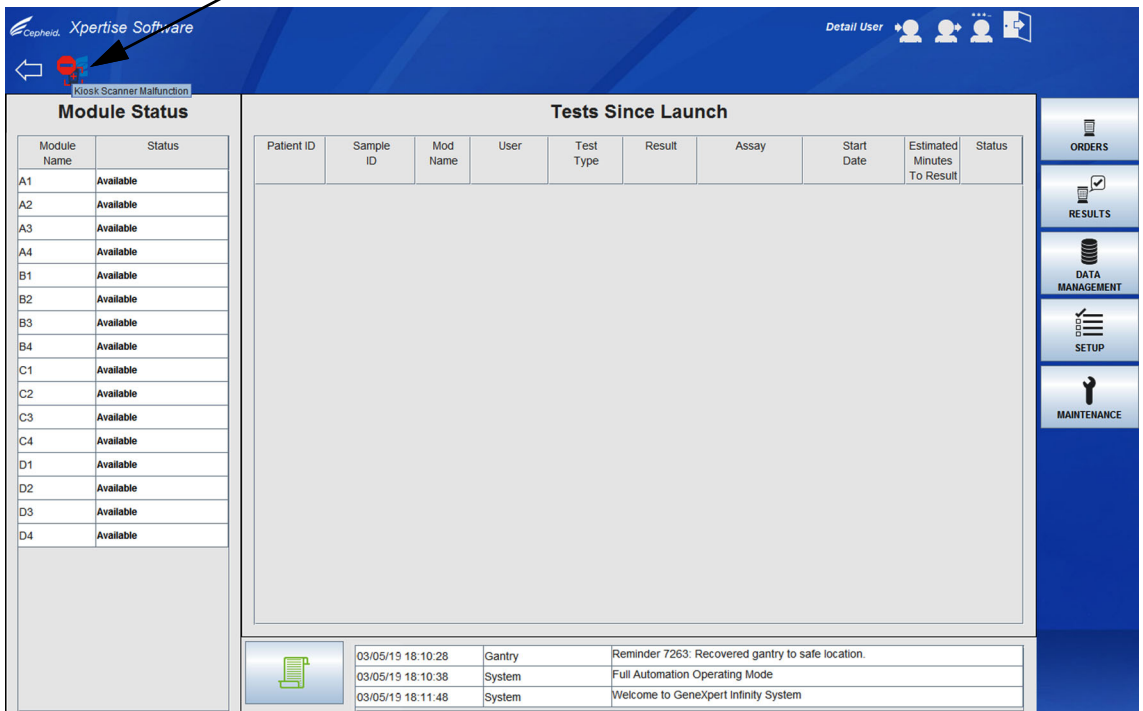 Cepheid. Xpertise Software
Detail User
Kiosk Scanner Malfunction
Module Status
Module Name Status
A1 Available
A2 Available
A3 Available
A4 Available
B1 Available
B2 Available
B3 Available
B4 Available
C1 Available
C2 Available
C3 Available
C4 Available
D1 Available
D2 Available
D3 Available
D4 Available
Tests Since Launch
Patient ID Sample ID Mod Name User Test Type Result Assay Start Date Estimated Minutes To Result Status
03/05/19 18:10:28 Gantry Reminder 7263: Recovered gantry to safe location.
03/05/19 18:10:38 System Full Automation Operating Mode
03/05/19 18:11:48 System Welcome to GeneXpert Infinity System
ORDERS
RESULTS
DATA
MANAGEMENT
SETUP
MAINTENANCE